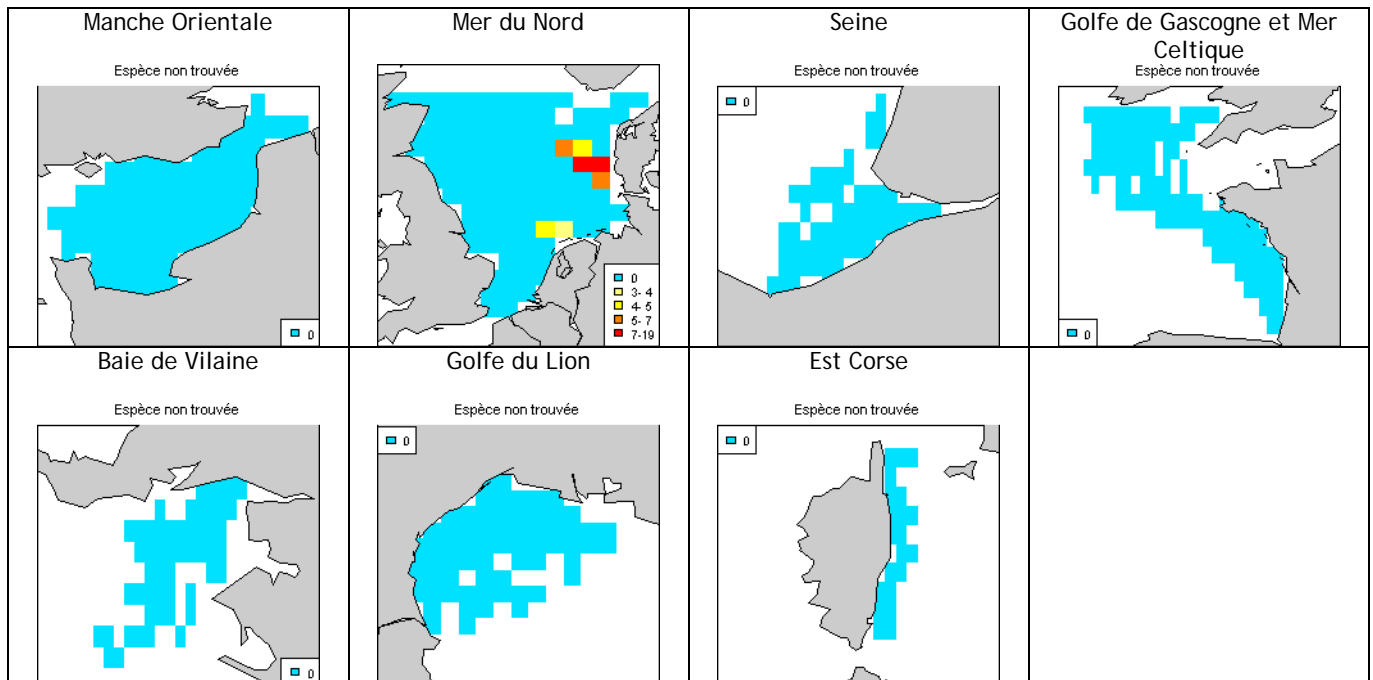 Manche Orientale
Espèce non trouvée
0
Mer du Nord
0
3- 4
4- 5
5- 7
7-19
Seine
Espèce non trouvée
0
Golfe de Gascogne et Mer
Celtique
Espèce non trouvée
0
Baie de Vilaine
Espèce non trouvée
0
Golfe du Lion
Espèce non trouvée
0
Est Corse
Espèce non trouvée
0